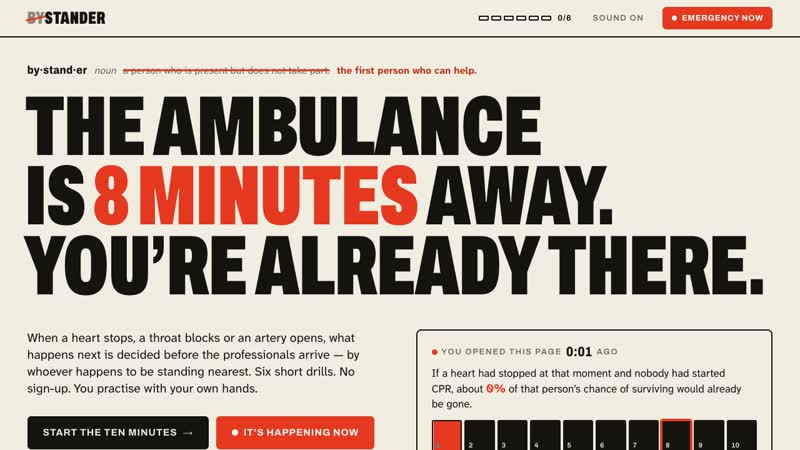 BYSTANDER
0/6 SOUND ON EMERGENCY NOW
by·stand·er noun a person who is present but does not take part. the first person who can help.
THE AMBULANCE
IS 8 MINUTES AWAY.
YOU’RE ALREADY THERE.
When a heart stops, a throat blocks or an artery opens, what
happens next is decided before the professionals arrive — by
whoever happens to be standing nearest. Six short drills. No
sign-up. You practise with your own hands.
START THE TEN MINUTES →
IT’S HAPPENING NOW
YOU OPENED THIS PAGE 0:01 AGO
If a heart had stopped at that moment and nobody had started
CPR, about 0% of that person’s chance of surviving would already
be gone.
1 2 3 4 5 6 7 8 9 10